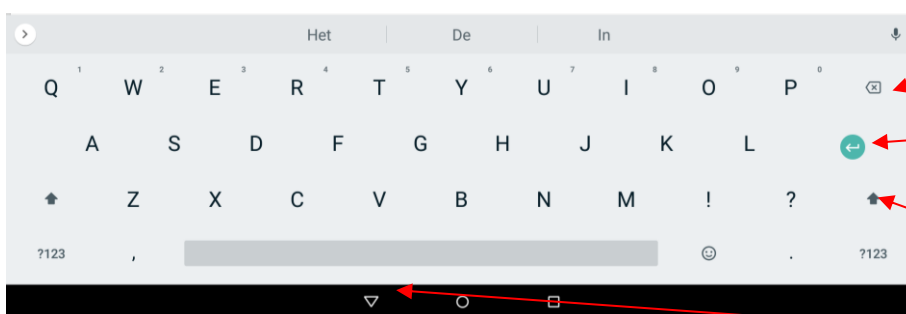 Het De In
Q 1 W 2 E 3 R 4 T 5 Y 6 U 7 I 8 O 9 P 0
A S D F G H J K L
Z X C V B N M ! ?
?123 , . ?123